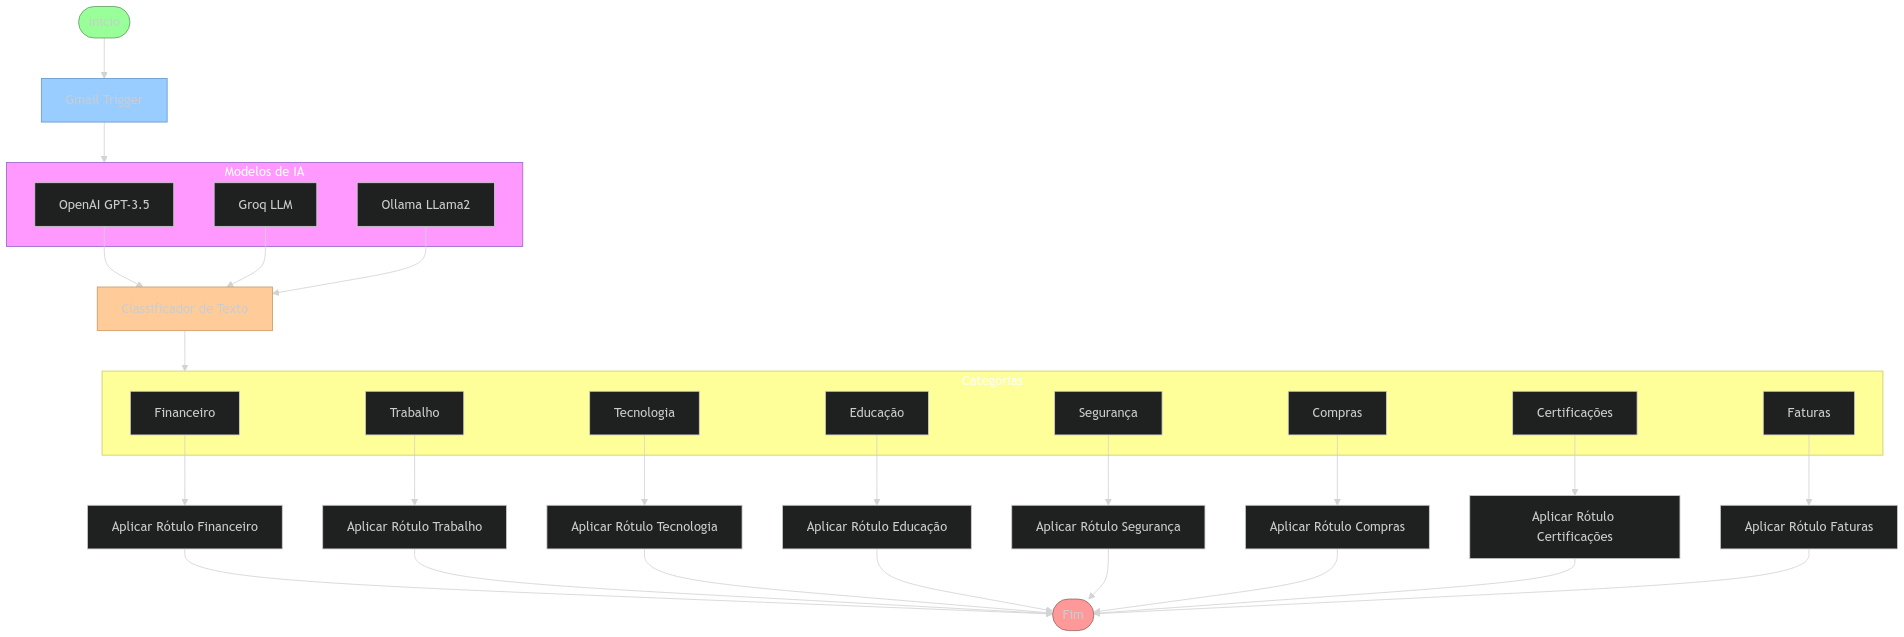 Início
Gmail Trigger
Modelos de IA
OpenAI GPT-3.5
Groq LLM
Ollama LLama2
Classificador de Texto
Categorias
Financeiro
Trabalho
Tecnologia
Educação
Segurança
Compras
Certificações
Faturas
Aplicar Rótulo Financeiro
Aplicar Rótulo Trabalho
Aplicar Rótulo Tecnologia
Aplicar Rótulo Educação
Aplicar Rótulo Segurança
Aplicar Rótulo Compras
Aplicar Rótulo
Certificações
Aplicar Rótulo Faturas
Fim